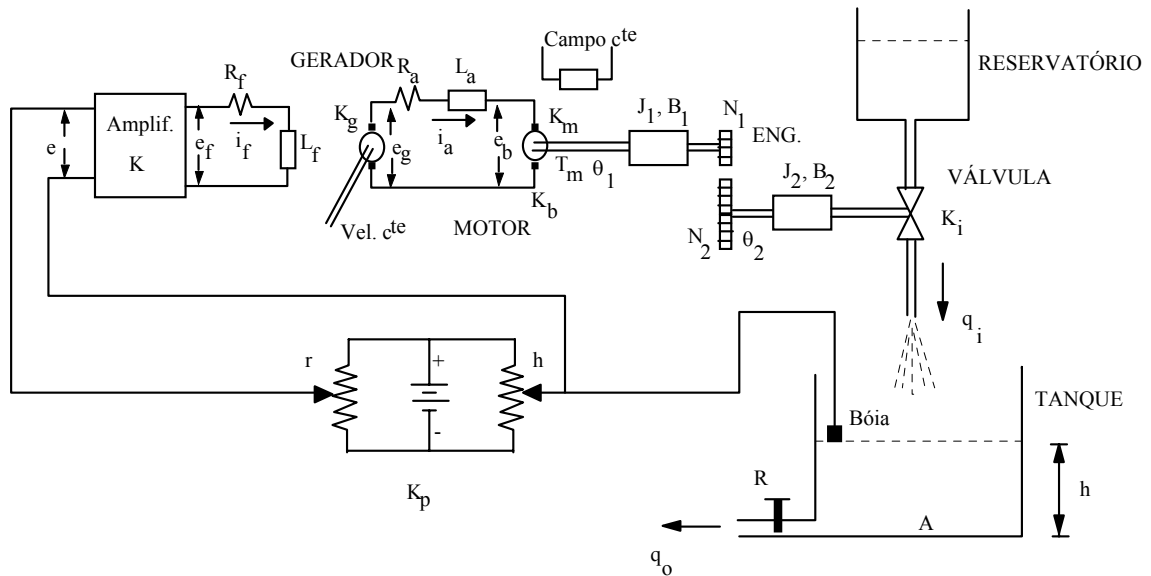 Campo cte
GERADOR
RESERVATÓRIO
Rf
Ra
La
Amplif.
K
e
ef
if
Lf
Kg
eg
ia
eb
Km
Tm
θ1
J1, B1
N1
ENG.
Kb
Vel. cte
MOTOR
N2
θ2
J2, B2
VÁLVULA
Ki
qi
r
+
-
h
Kp
Bóia
TANQUE
R
h
A
qo